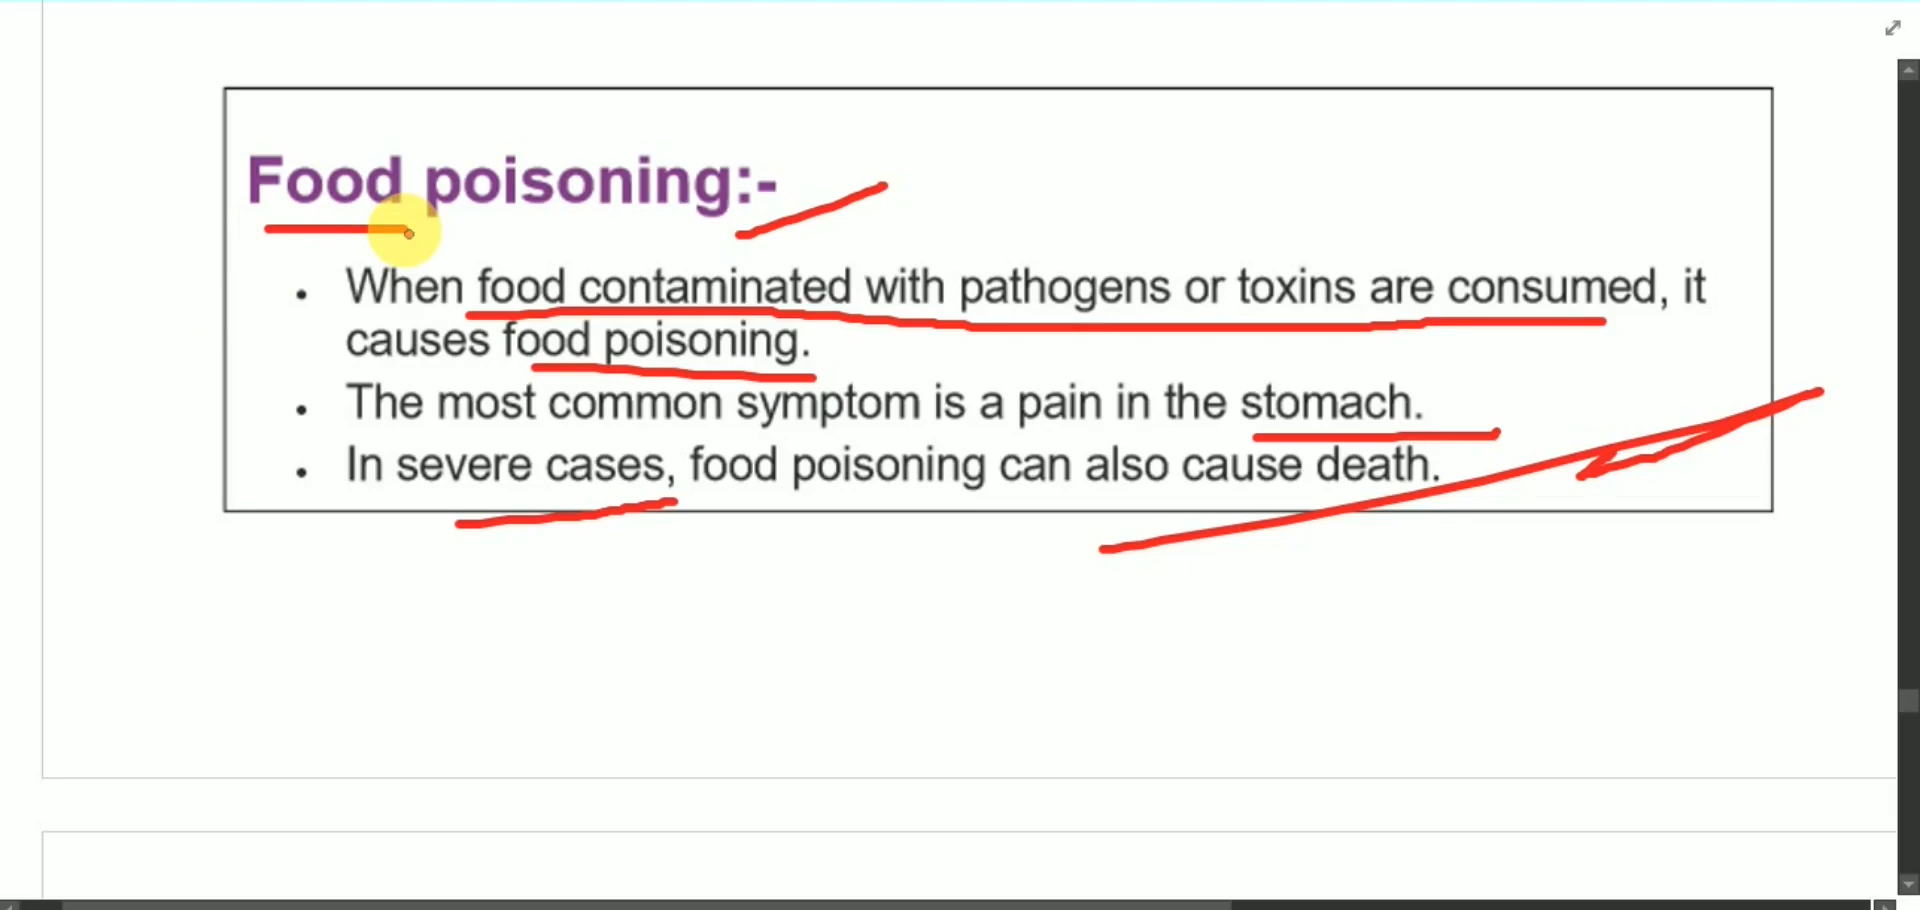 Food poisoning:-
• When food contaminated with pathogens or toxins are consumed, it
causes food poisoning.
• The most common symptom is a pain in the stomach.
• In severe cases, food poisoning can also cause death.